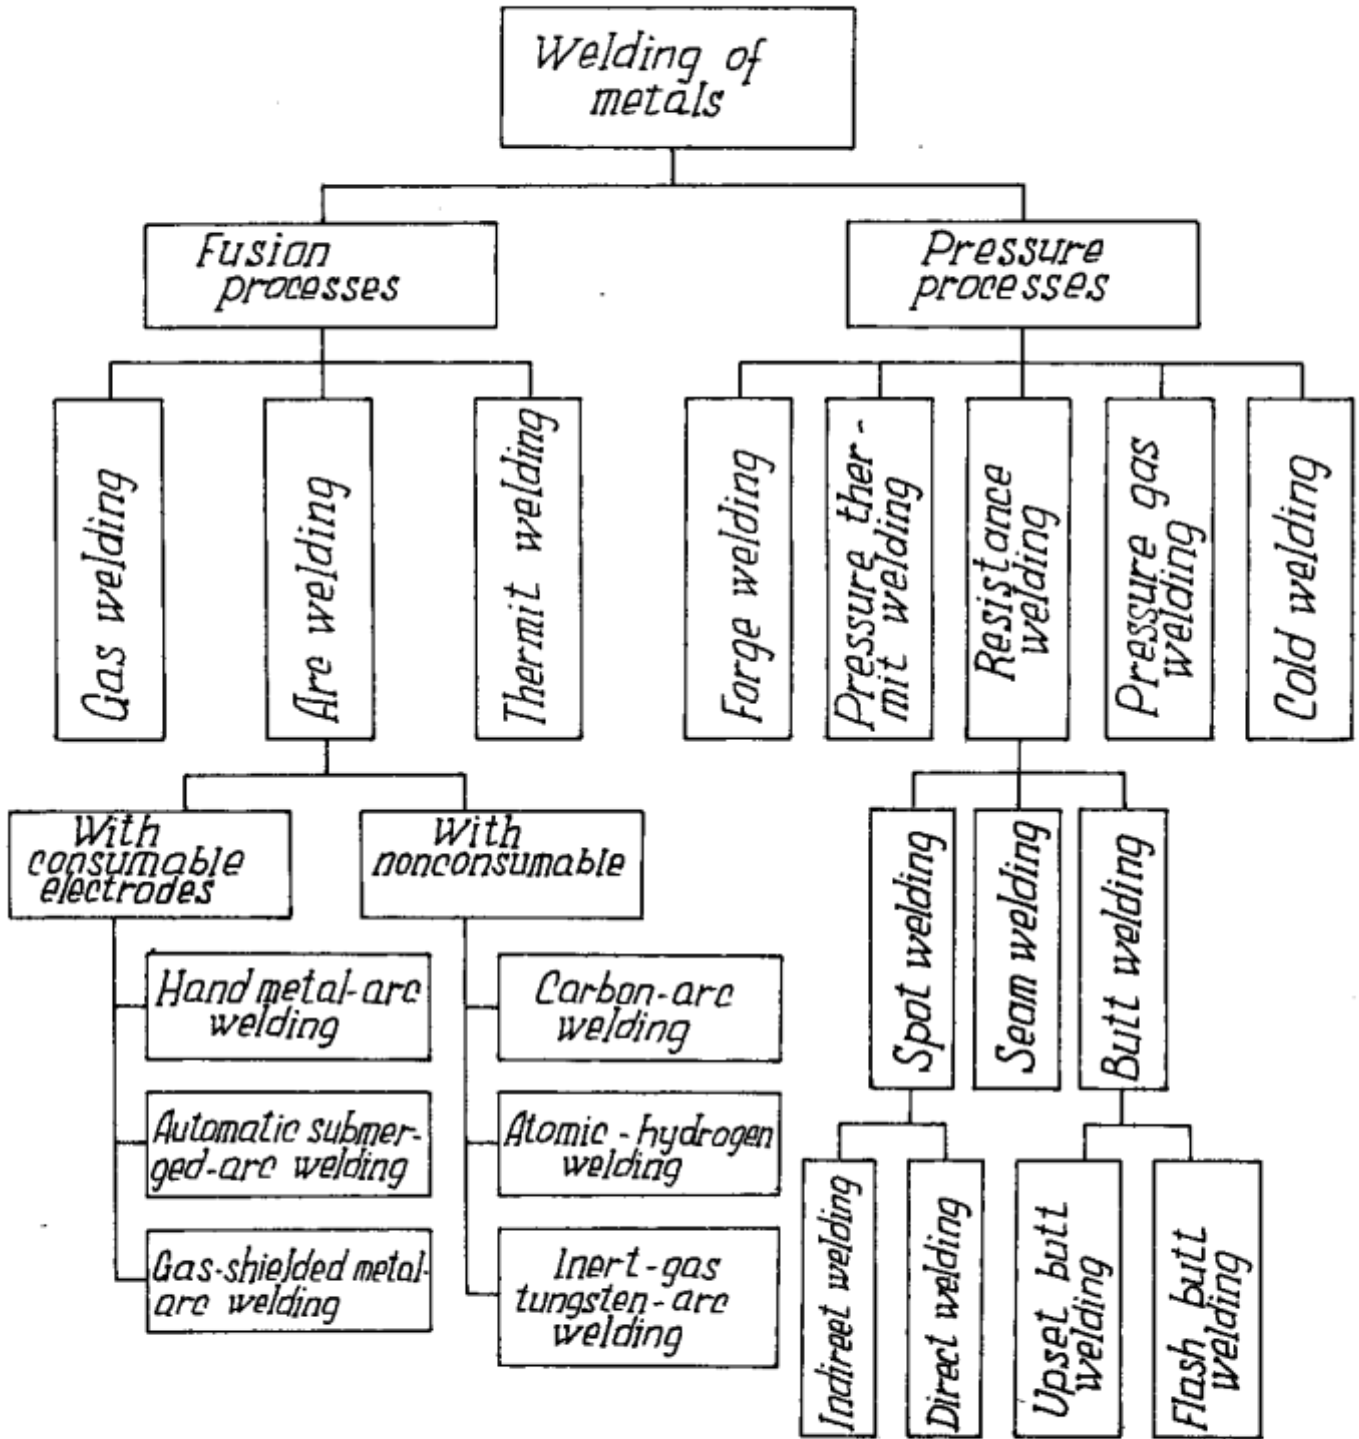 Welding of
metals
Fusion
processes
Pressure
processes
Gas welding
Arc welding
Thermit welding
Forge welding
Pressure ther-
mit welding
Resistance
welding
Pressure gas
welding
Cold welding
With
consumable
electrodes
With
nonconsumable
Hand metal-arc
welding
Automatic submer-
ged-arc welding
Gas-shielded metal-
arc welding
Carbon-arc
welding
Atomic-hydrogen
welding
Inert-gas
tungsten-arc
welding
Spot welding
Seam welding
Butt welding
Indireet welding
Direct welding
Upset butt
welding
Flash butt
welding